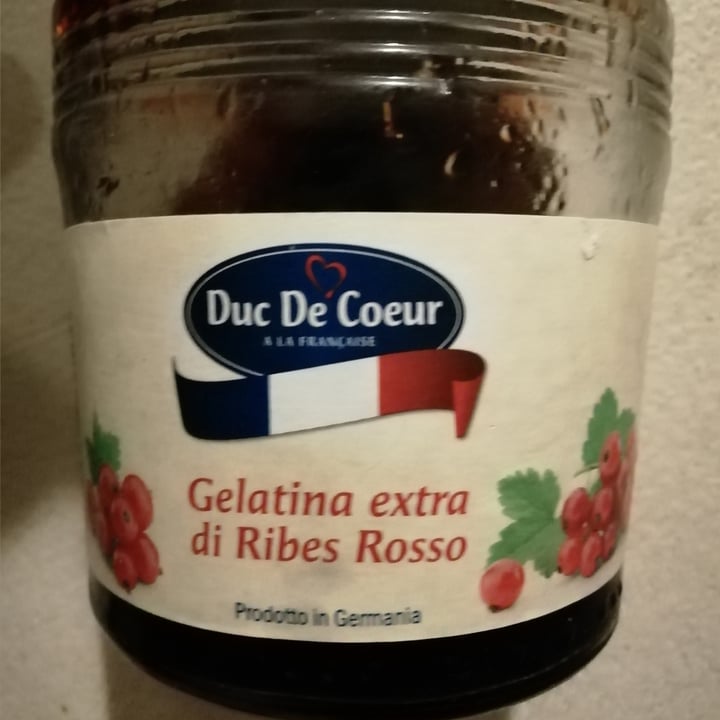 Duc De Coeur
A LA FRANÇAISE
Gelatina extra
di Ribes Rosso
Prodotto in Germania